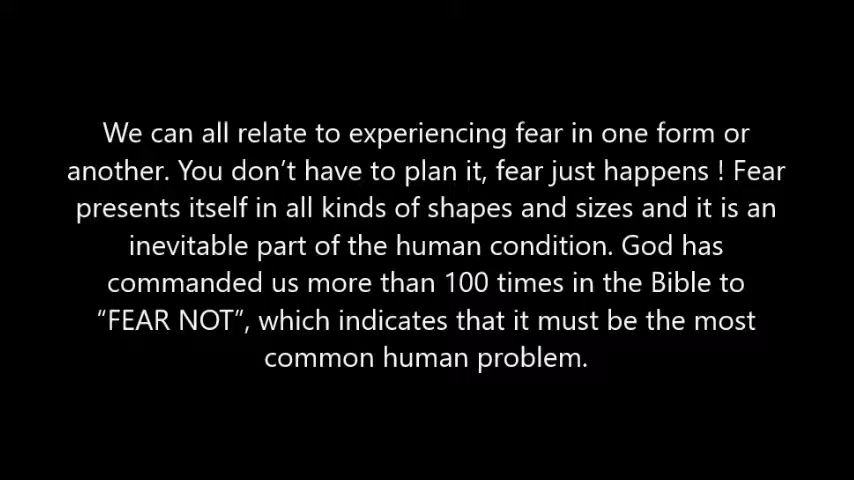 We can all relate to experiencing fear in one form or
another. You don’t have to plan it, fear just happens ! Fear
presents itself in all kinds of shapes and sizes and it is an
inevitable part of the human condition. God has
commanded us more than 100 times in the Bible to
“FEAR NOT”, which indicates that it must be the most
common human problem.